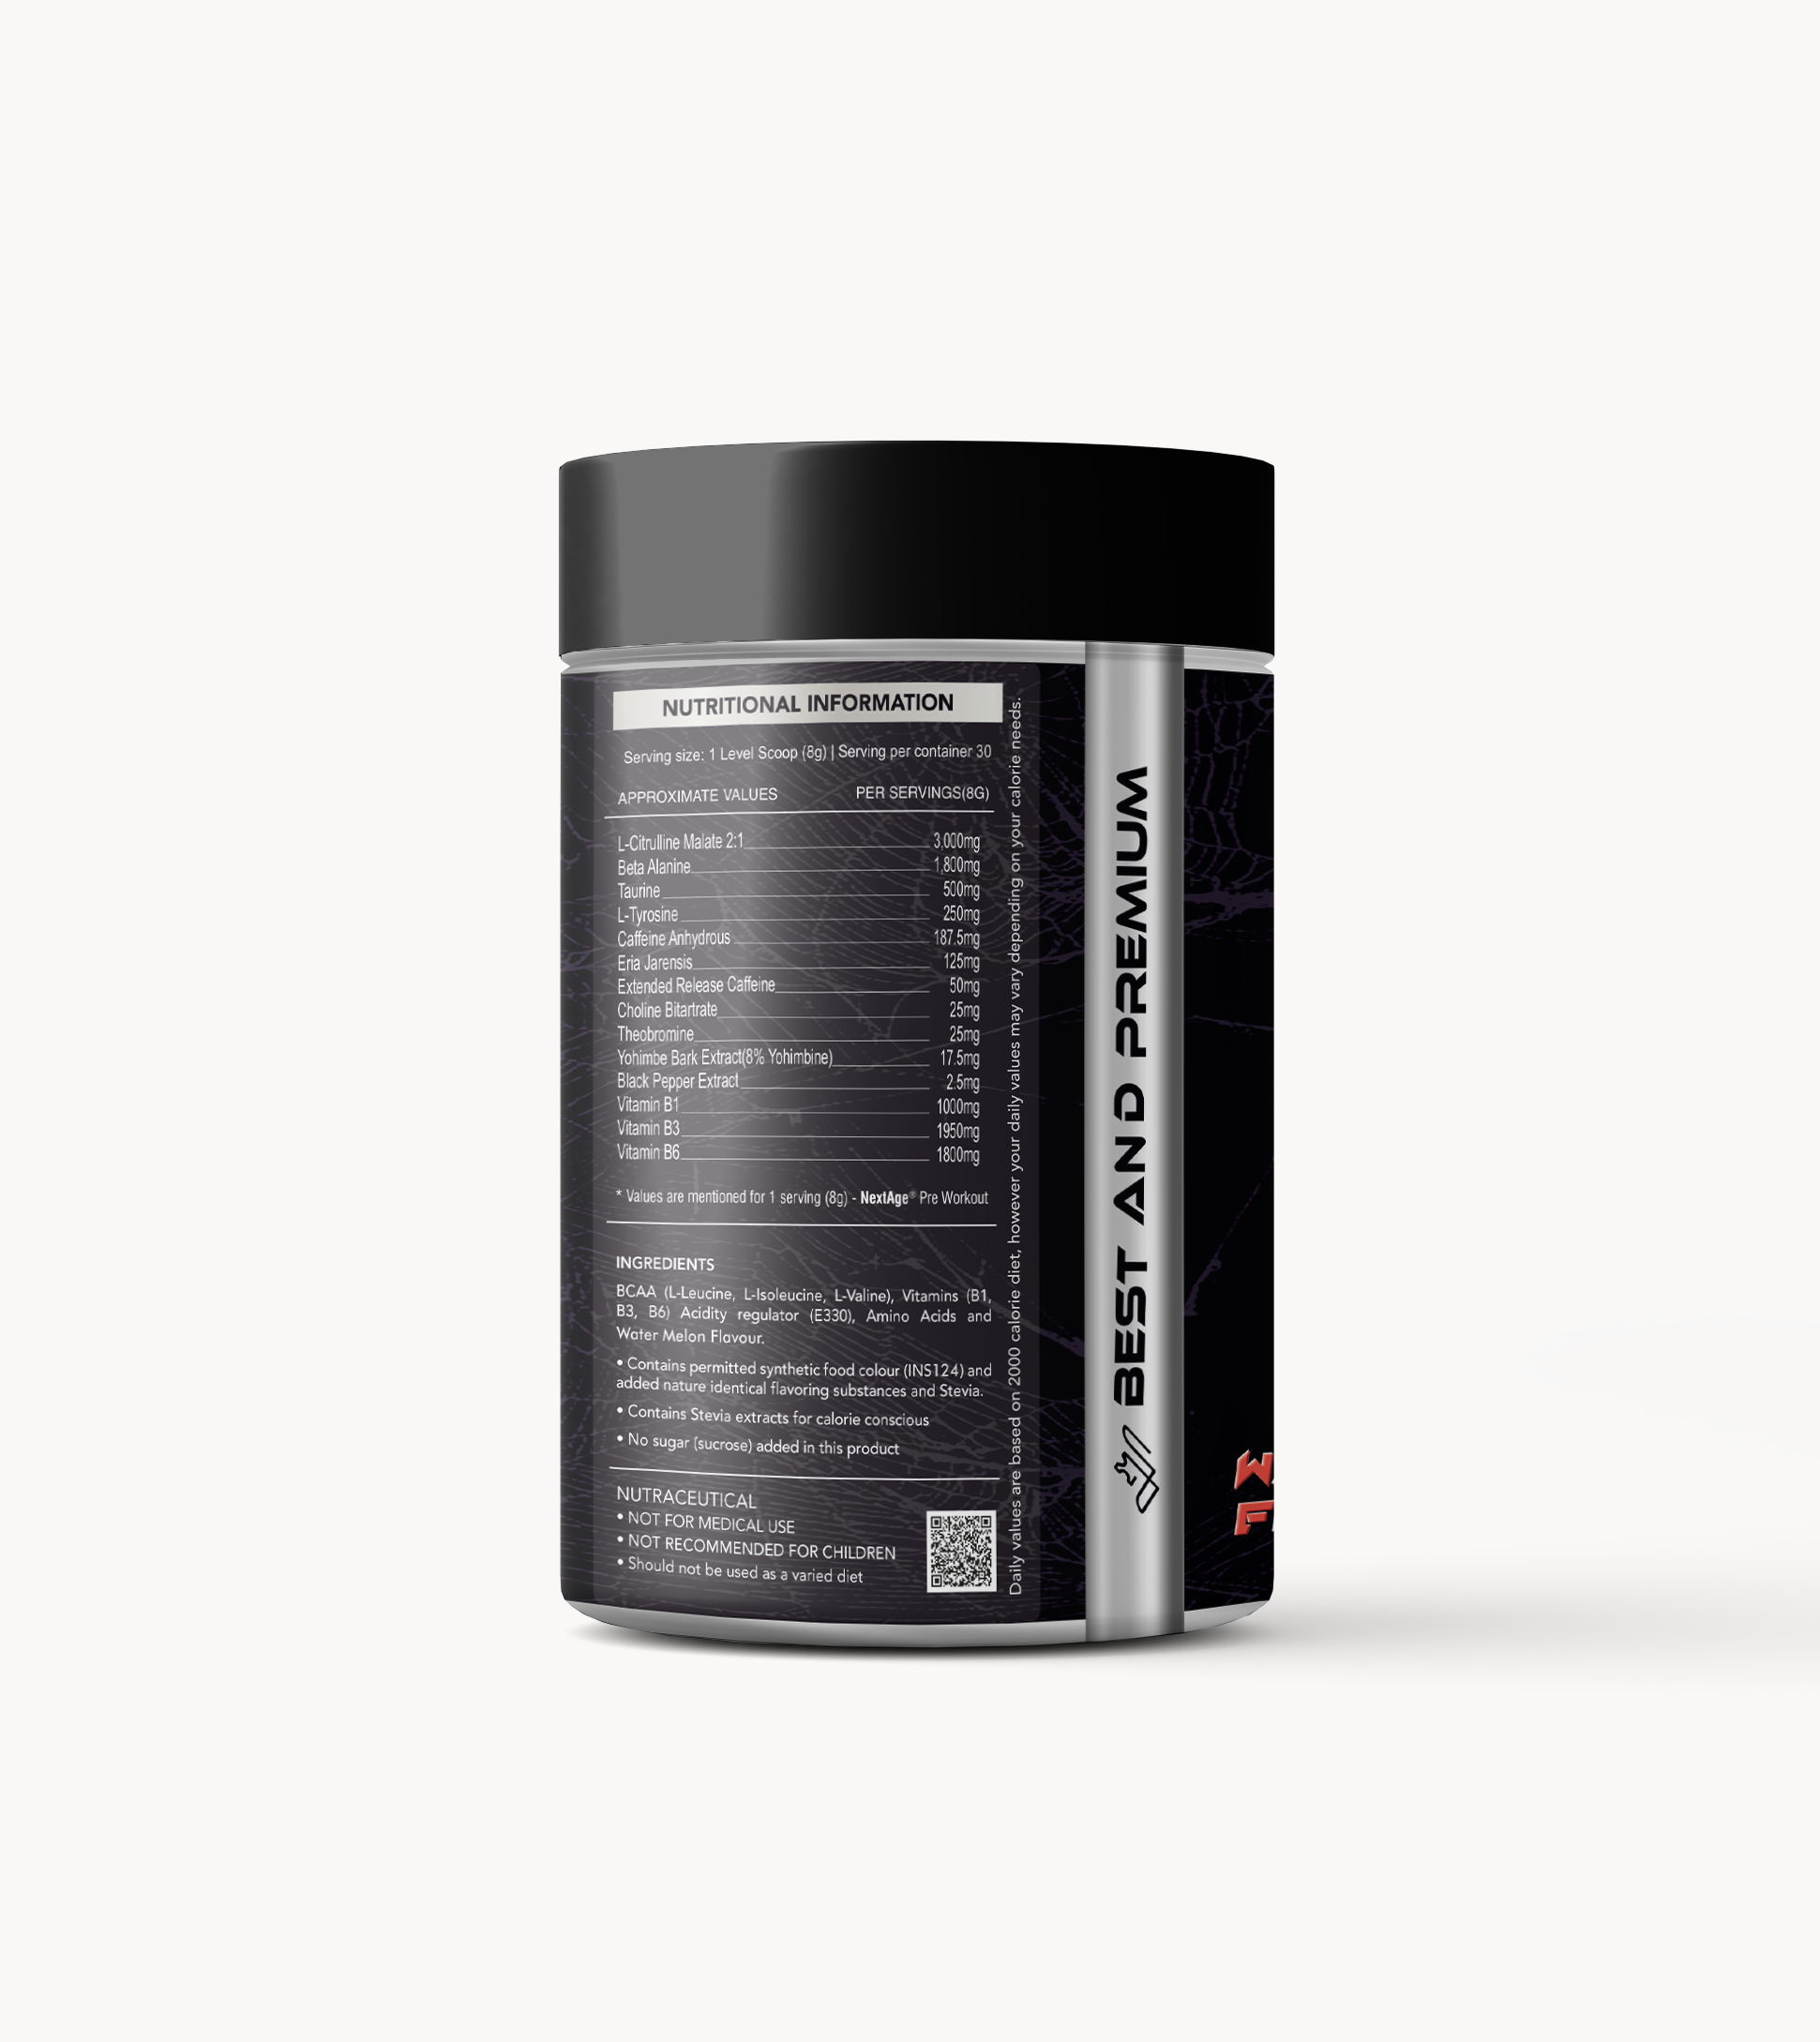 NUTRITIONAL INFORMATION
Serving size: 1 Level Scoop (8g) | Serving per container 30
APPROXIMATE VALUES PER SERVINGS(8G)
L-Citrulline Malate 2:1 3,000mg
Beta Alanine 1,800mg
Taurine 500mg
L-Tyrosine 250mg
Caffeine Anhydrous 187.5mg
Eria Jarensis 125mg
Extended Release Caffeine 50mg
Choline Bitartrate 25mg
Theobromine 25mg
Yohimbe Bark Extract(8% Yohimbine) 17.5mg
Black Pepper Extract 2.5mg
Vitamin B1 1000mg
Vitamin B3 1950mg
Vitamin B6 1800mg
* Values are mentioned for 1 serving (8g) - NextAge® Pre Workout
INGREDIENTS
BCAA (L-Leucine, L-Isoleucine, L-Valine), Vitamins (B1,
B3, B6) Acidity regulator (E330), Amino Acids and
Water Melon Flavour.
• Contains permitted synthetic food colour (INS124) and
added nature identical flavoring substances and Stevia.
• Contains Stevia extracts for calorie conscious
• No sugar (sucrose) added in this product
NUTRACEUTICAL
• NOT FOR MEDICAL USE
• NOT RECOMMENDED FOR CHILDREN
• Should not be used as a varied diet
Daily values are based on 2000 calorie diet, however your daily values may vary depending on your calorie needs.
BEST AND PREMIUM